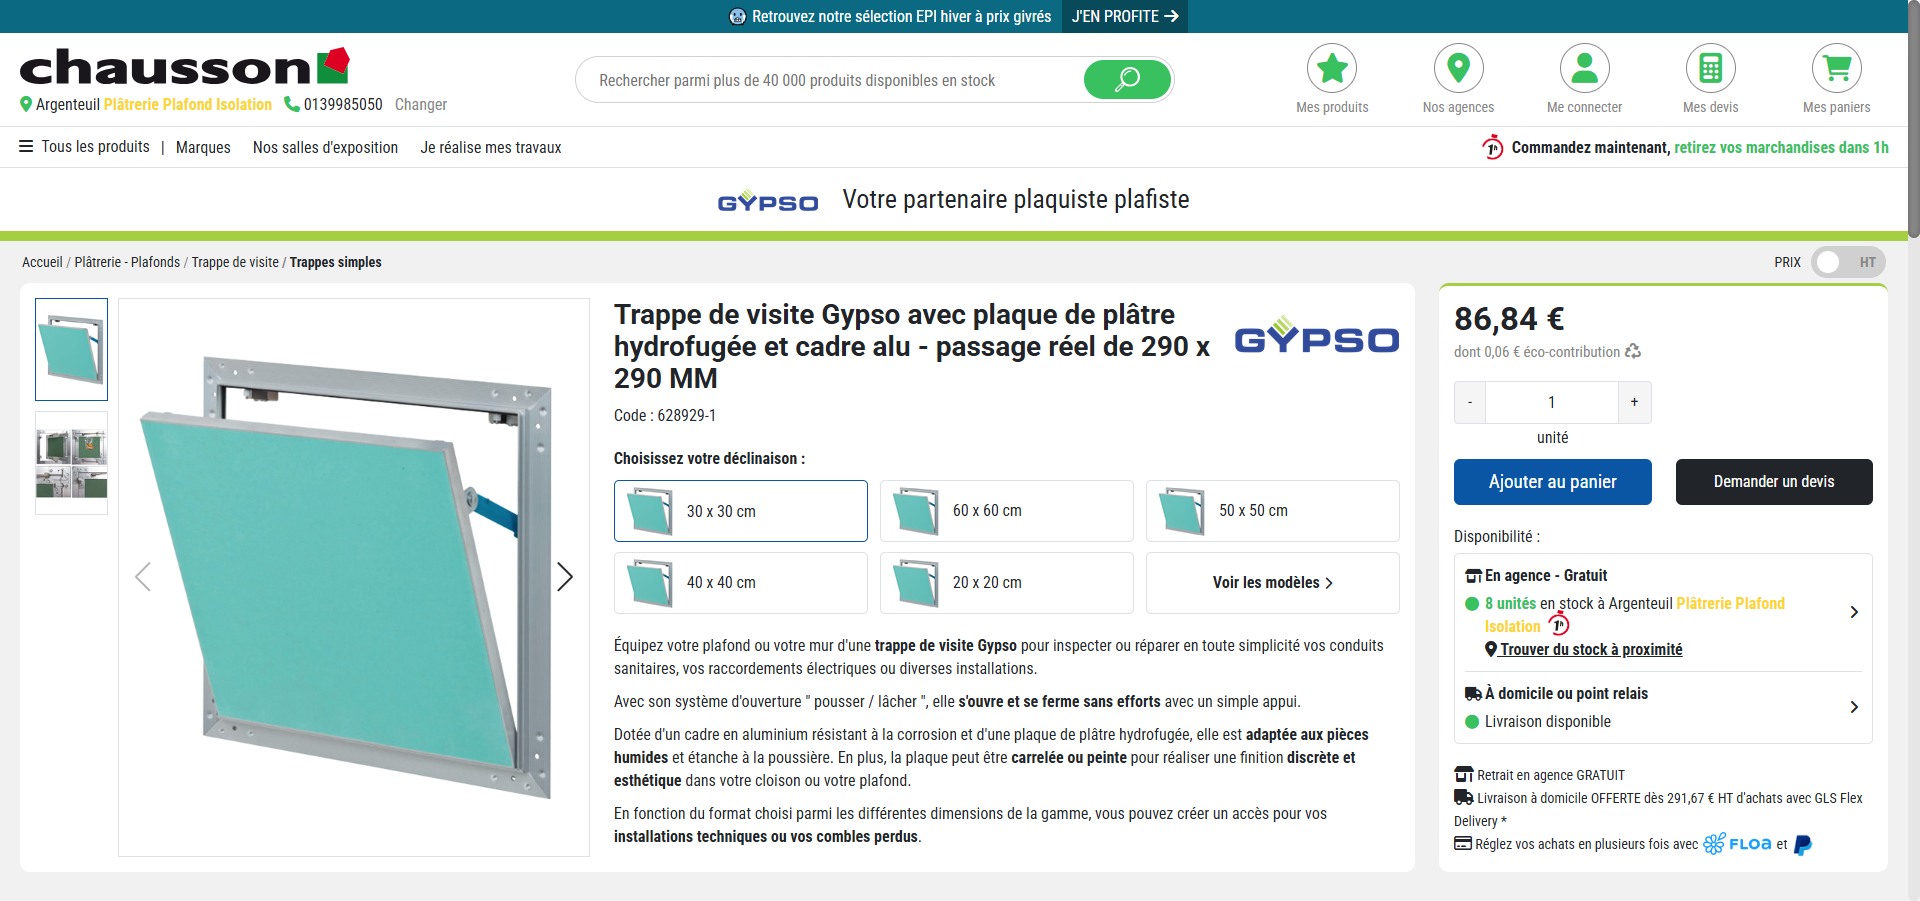 Retrouvez notre sélection EPI hiver à prix givrés J'EN PROFITE
chausson
Argenteuil Plâtrerie Plafond Isolation 0139985050 Changer
Rechercher parmi plus de 40 000 produits disponibles en stock
Mes produits
Nos agences
Me connecter
Mes devis
Mes paniers
Tous les produits | Marques Nos salles d'exposition Je réalise mes travaux
1h Commandez maintenant, retirez vos marchandises dans 1h
GYPSO Votre partenaire plaquiste plafiste
Accueil / Plâtrerie - Plafonds / Trappe de visite / Trappes simples
PRIX HT
Trappe de visite Gypso avec plaque de plâtre
hydrofugée et cadre alu - passage réel de 290 x
290 MM
GYPSO
Code : 628929-1
Choisissez votre déclinaison :
30 x 30 cm
60 x 60 cm
50 x 50 cm
40 x 40 cm
20 x 20 cm
Voir les modèles
Équipez votre plafond ou votre mur d'une trappe de visite Gypso pour inspecter ou réparer en toute simplicité vos conduits
sanitaires, vos raccordements électriques ou diverses installations.
Avec son système d'ouverture " pousser / lâcher ", elle s'ouvre et se ferme sans efforts avec un simple appui.
Dotée d'un cadre en aluminium résistant à la corrosion et d'une plaque de plâtre hydrofugée, elle est adaptée aux pièces
humides et étanche à la poussière. En plus, la plaque peut être carrelée ou peinte pour réaliser une finition discrète et
esthétique dans votre cloison ou votre plafond.
En fonction du format choisi parmi les différentes dimensions de la gamme, vous pouvez créer un accès pour vos
installations techniques ou vos combles perdus.
86,84 €
dont 0,06 € éco-contribution
- 1 +
unité
Ajouter au panier
Demander un devis
Disponibilité :
En agence - Gratuit
8 unités en stock à Argenteuil Plâtrerie Plafond
Isolation 1h
Trouver du stock à proximité
À domicile ou point relais
Livraison disponible
Retrait en agence GRATUIT
Livraison à domicile OFFERTE dès 291,67 € HT d'achats avec GLS Flex
Delivery *
Réglez vos achats en plusieurs fois avec FLOA et